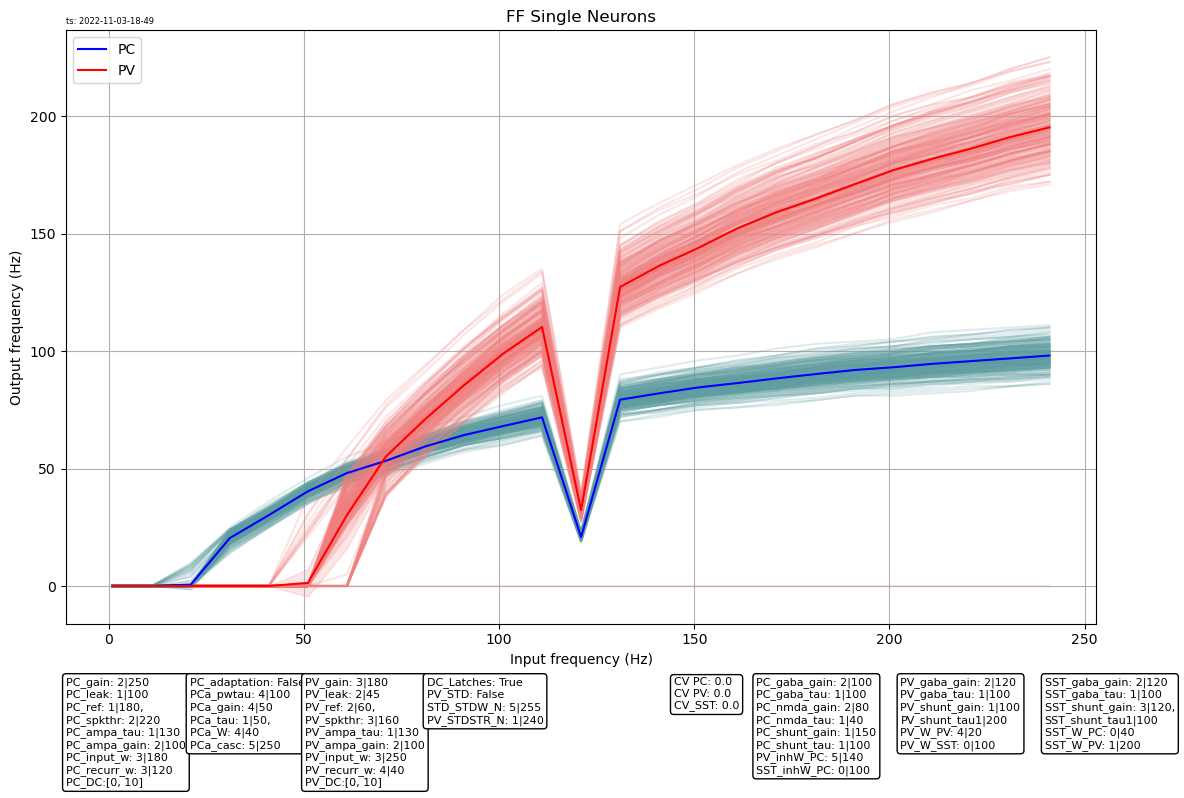 ts: 2022-11-03-18-49
FF Single Neurons
PC
PV
Output frequency (Hz)
200
150
100
50
0
0
50
100
150
200
250
Input frequency (Hz)
PC_gain: 2|250
PC_leak: 1|100
PC_ref: 1|180,
PC_spkthr: 2|220
PC_ampa_tau: 1|130
PC_ampa_gain: 2|100
PC_input_w: 3|180
PC_recurr_w: 3|120
PC_DC:[0, 10]
PC_adaptation: False
PCa_pwtau: 4|100
PCa_gain: 4|50
PCa_tau: 1|50,
PCa_W: 4|40
PCa_casc: 5|250
PV_gain: 3|180
PV_leak: 2|45
PV_ref: 2|60,
PV_spkthr: 3|160
PV_ampa_tau: 1|130
PV_ampa_gain: 2|100
PV_input_w: 3|250
PV_recurr_w: 4|40
PV_DC:[0, 10]
DC_Latches: True
PV_STD: False
STD_STDW_N: 5|255
PV_STDSTR_N: 1|240
CV PC: 0.0
CV PV: 0.0
CV_SST: 0.0
PC_gaba_gain: 2|100
PC_gaba_tau: 1|100
PC_nmda_gain: 2|80
PC_nmda_tau: 1|40
PC_shunt_gain: 1|150
PC_shunt_tau: 1|100
PV_inhW_PC: 5|140
SST_inhW_PC: 0|100
PV_gaba_gain: 2|120
PV_gaba_tau: 1|100
PV_shunt_gain: 1|100
PV_shunt_tau1|200
PV_W_PV: 4|20
PV_W_SST: 0|100
SST_gaba_gain: 2|120
SST_gaba_tau: 1|100
SST_shunt_gain: 3|120,
SST_shunt_tau1|100
SST_W_PC: 0|40
SST_W_PV: 1|200